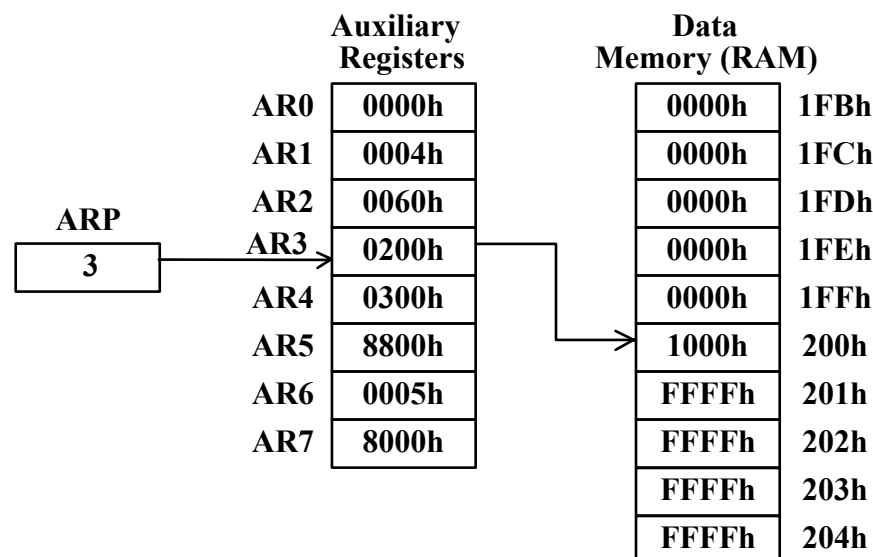 Auxiliary Registers
Data Memory (RAM)
AR0 0000h 0000h 1FBh
AR1 0004h 0000h 1FCh
AR2 0060h 0000h 1FDh
ARP
3
AR3 0200h 0000h 1FEh
AR4 0300h 0000h 1FFh
AR5 8800h 1000h 200h
AR6 0005h FFFFh 201h
AR7 8000h FFFFh 202h
FFFFh 203h
FFFFh 204h